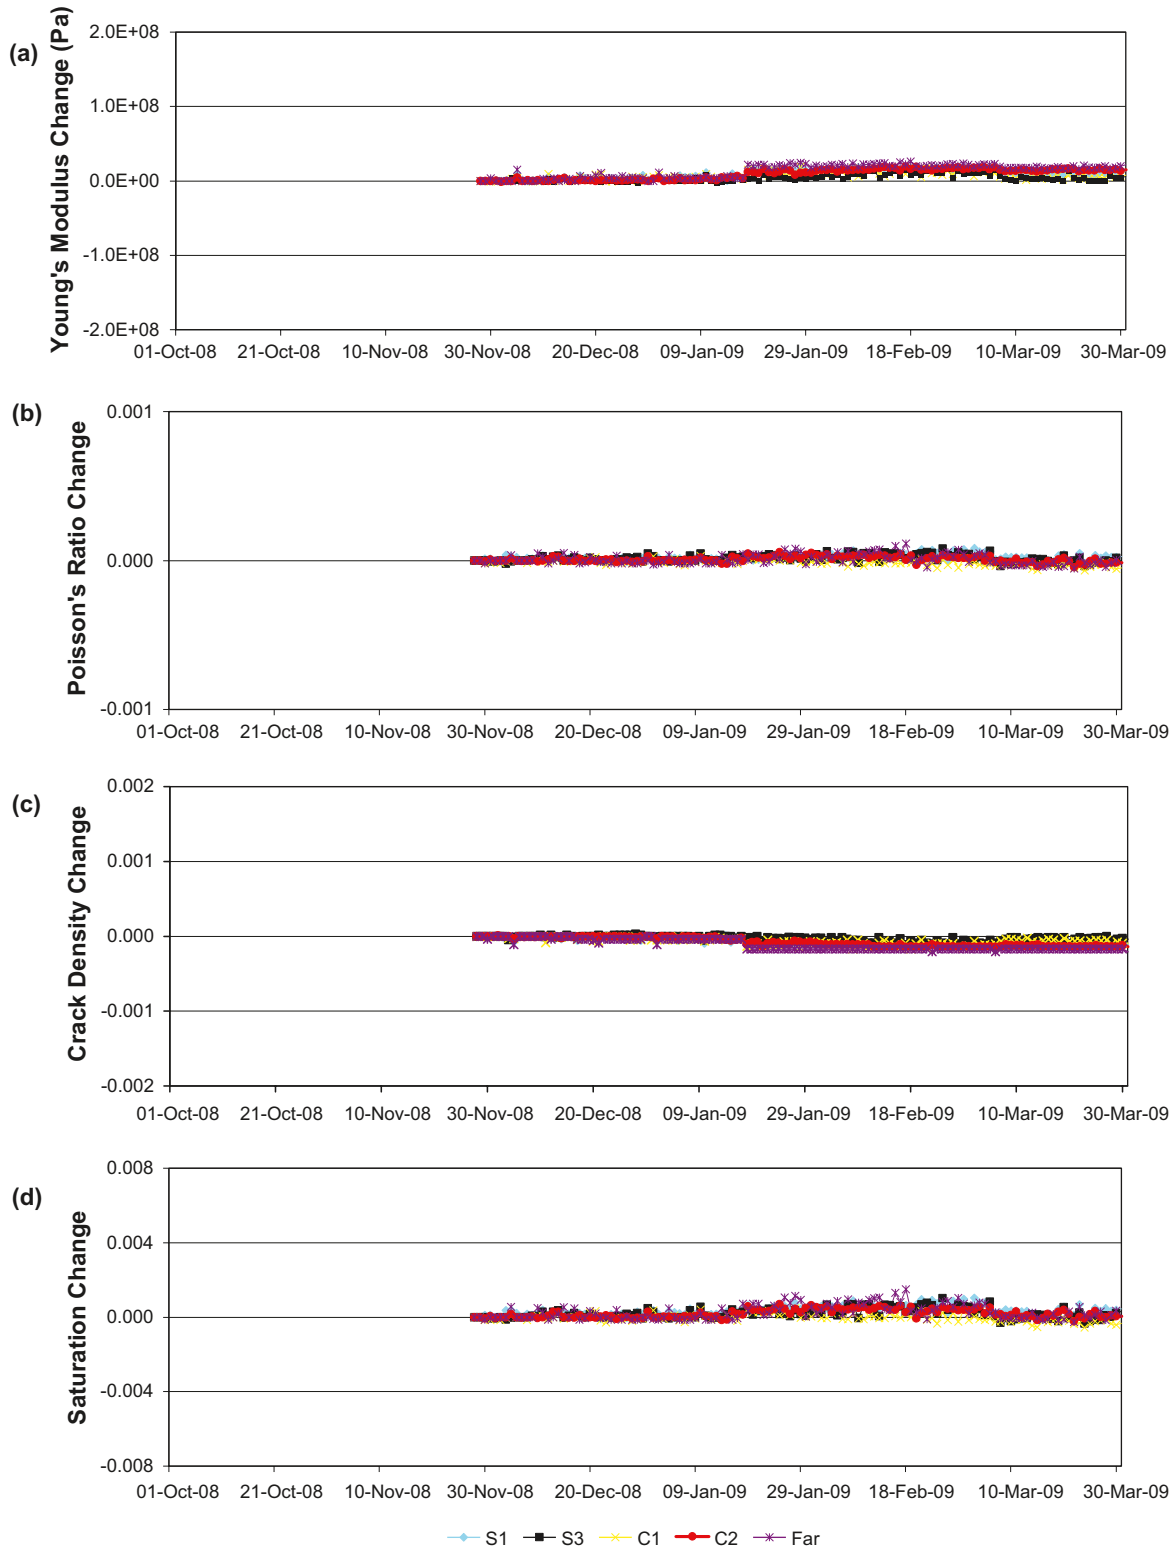 (a)
Young's Modulus Change (Pa)
2.0E+08
1.0E+08
0.0E+00
-1.0E+08
-2.0E+08
01-Oct-08 21-Oct-08 10-Nov-08 30-Nov-08 20-Dec-08 09-Jan-09 29-Jan-09 18-Feb-09 10-Mar-09 30-Mar-09
(b)
Poisson's Ratio Change
0.001
0.000
-0.001
01-Oct-08 21-Oct-08 10-Nov-08 30-Nov-08 20-Dec-08 09-Jan-09 29-Jan-09 18-Feb-09 10-Mar-09 30-Mar-09
(c)
Crack Density Change
0.002
0.001
0.000
-0.001
-0.002
01-Oct-08 21-Oct-08 10-Nov-08 30-Nov-08 20-Dec-08 09-Jan-09 29-Jan-09 18-Feb-09 10-Mar-09 30-Mar-09
(d)
Saturation Change
0.008
0.004
0.000
-0.004
-0.008
01-Oct-08 21-Oct-08 10-Nov-08 30-Nov-08 20-Dec-08 09-Jan-09 29-Jan-09 18-Feb-09 10-Mar-09 30-Mar-09
S1 S3 C1 C2 Far